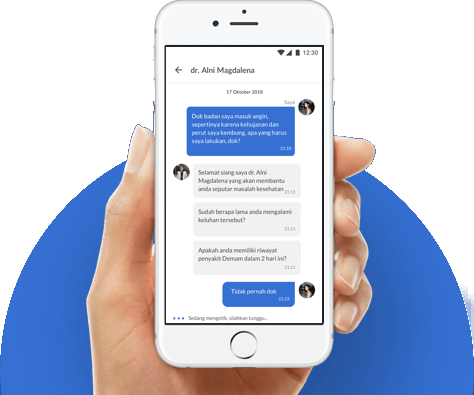 12:30
dr. Alni Magdalena
17 Oktober 2018
Saya
Dok badan saya masuk angin,
sepertinya karena kehujanan dan
perut saya kembung, apa yang harus
saya lakukan, dok?
21:10
Selamat siang saya dr. Alni
Magdalena yang akan membantu
anda seputar masalah kesehatan
21:11
Sudah berapa lama anda mengalami
keluhan tersebut?
21:11
Apakah anda memiliki riwayat
penyakit Demam dalam 2 hari ini?
21:11
Tidak pernah dok
21:23
Sedang mengetik, silahkan tunggu...